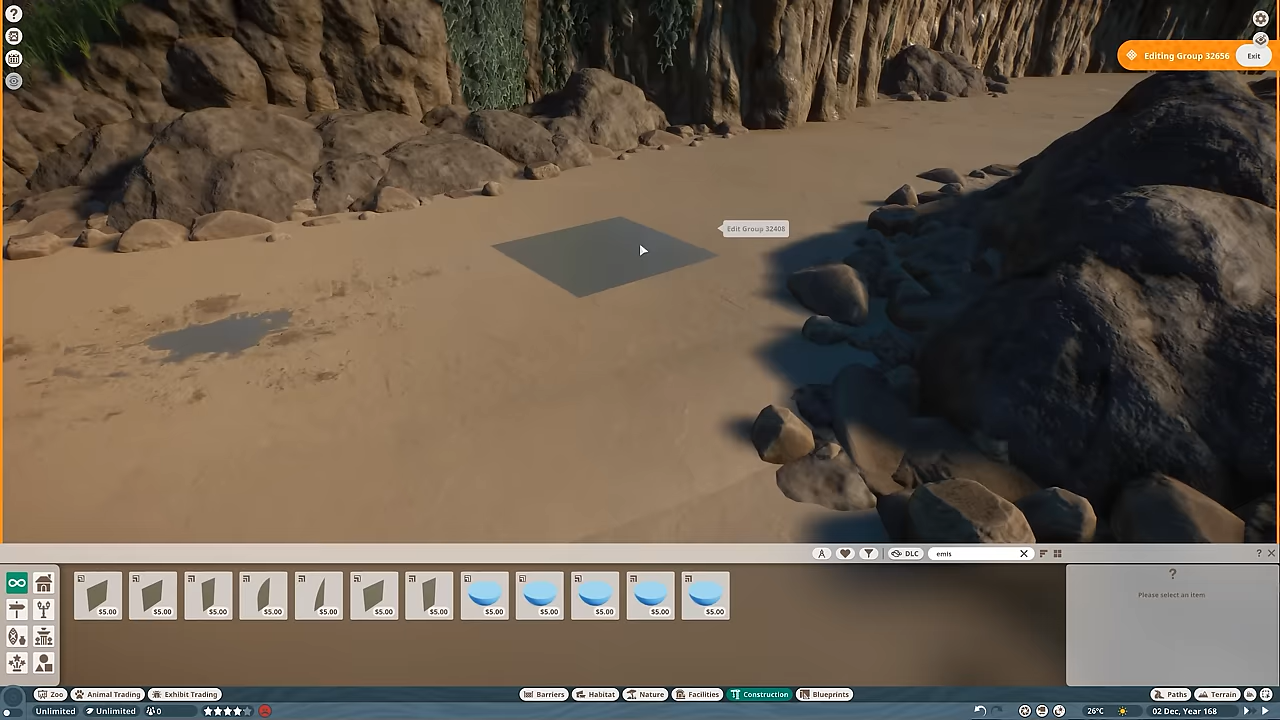 ?
Editing Group 32656
Exit
Edit Group 32408
DLC
emis
?
$5.00 $5.00 $5.00 $5.00 $5.00 $5.00 $5.00 $5.00 $5.00 $5.00 $5.00 $5.00
?
Please select an item
Zoo Animal Trading Exhibit Trading Barriers Habitat Nature Facilities Construction Blueprints Paths Terrain
Unlimited Unlimited 0 26°C 02 Dec, Year 168